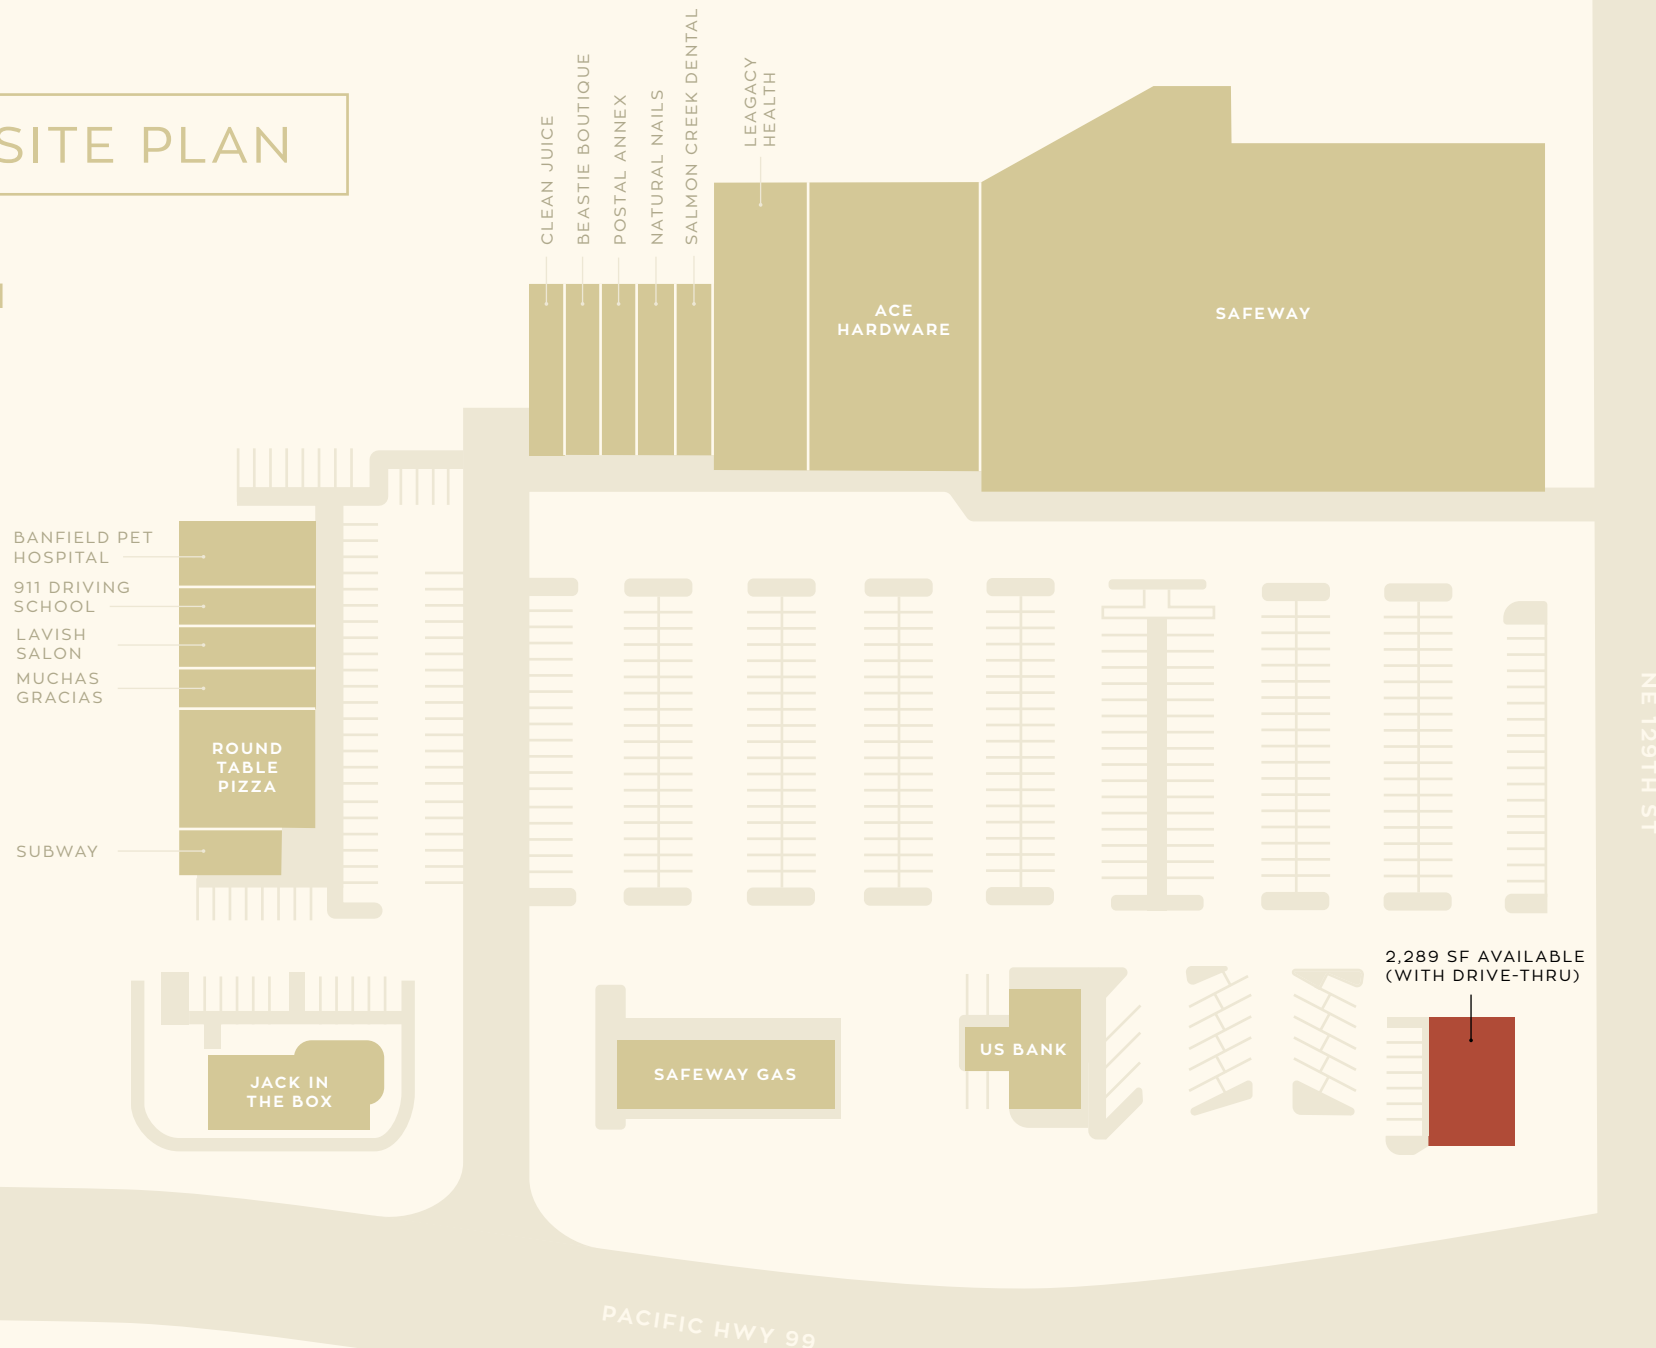 SITE PLAN
CLEAN JUICE
BEASTIE BOUTIQUE
POSTAL ANNEX
NATURAL NAILS
SALMON CREEK DENTAL
LEAGACY
HEALTH
ACE
HARDWARE
SAFEWAY
BANFIELD PET
HOSPITAL
911 DRIVING
SCHOOL
LAVISH
SALON
MUCHAS
GRACIAS
ROUND
TABLE
PIZZA
SUBWAY
NE 129TH ST
2,289 SF AVAILABLE
(WITH DRIVE-THRU)
JACK IN
THE BOX
SAFEWAY GAS
US BANK
PACIFIC HWY 99